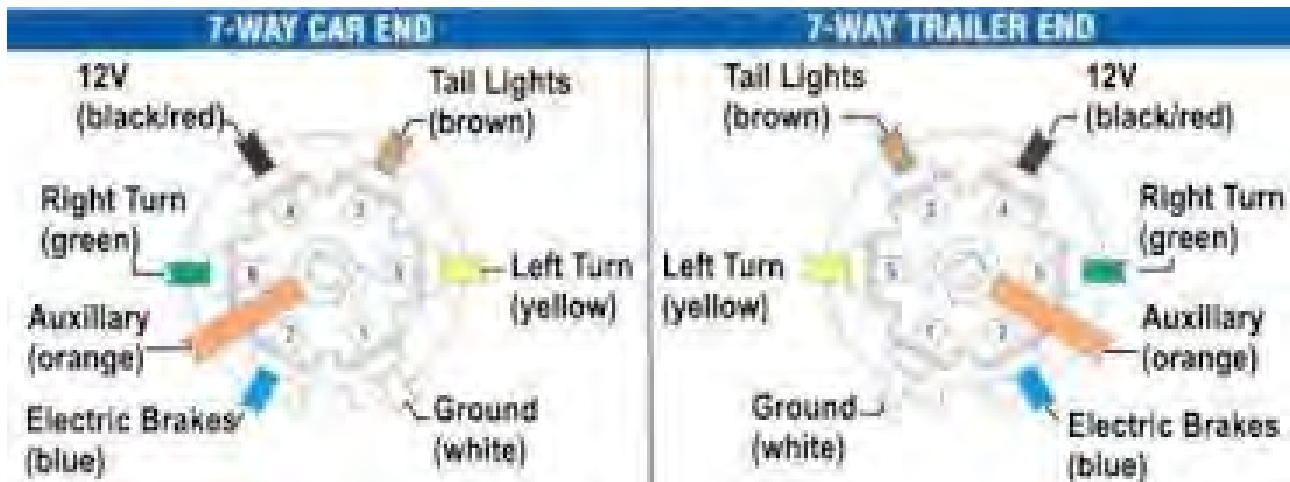 7-WAY CAR END
12V
(black/red)
Tail Lights
(brown)
Right Turn
(green)
Left Turn
(yellow)
Auxillary
(orange)
Electric Brakes
(blue)
Ground
(white)
7-WAY TRAILER END
Tail Lights
(brown)
12V
(black/red)
Right Turn
(green)
Left Turn
(yellow)
Auxillary
(orange)
Ground
(white)
Electric Brakes
(blue)